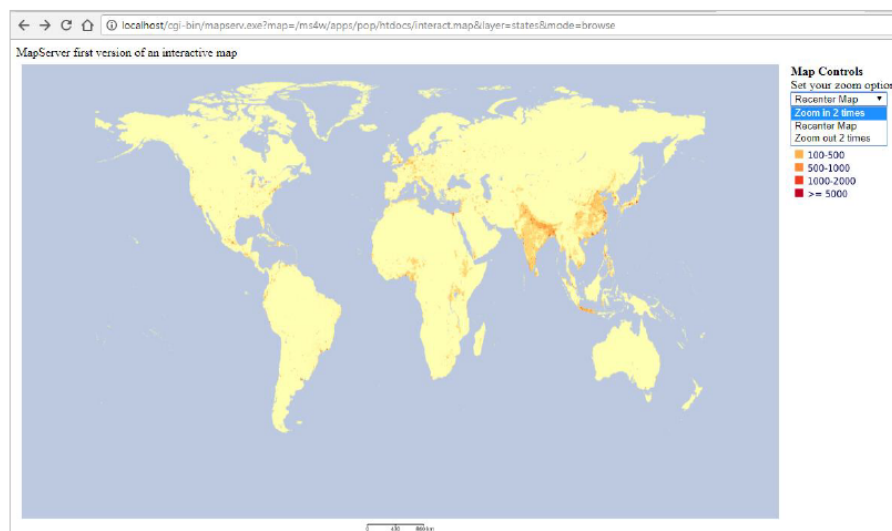 localhost/cgi-bin/mapserv.exe?map=/ms4w/apps/pop/htdocs/interact.map&layer=states&mode=browse
MapServer first version of an interactive map
Map Controls
Set your zoom option
Recenter Map
Zoom in 2 times
Recenter Map
Zoom out 2 times
100-500
500-1000
1000-2000
>= 5000
0